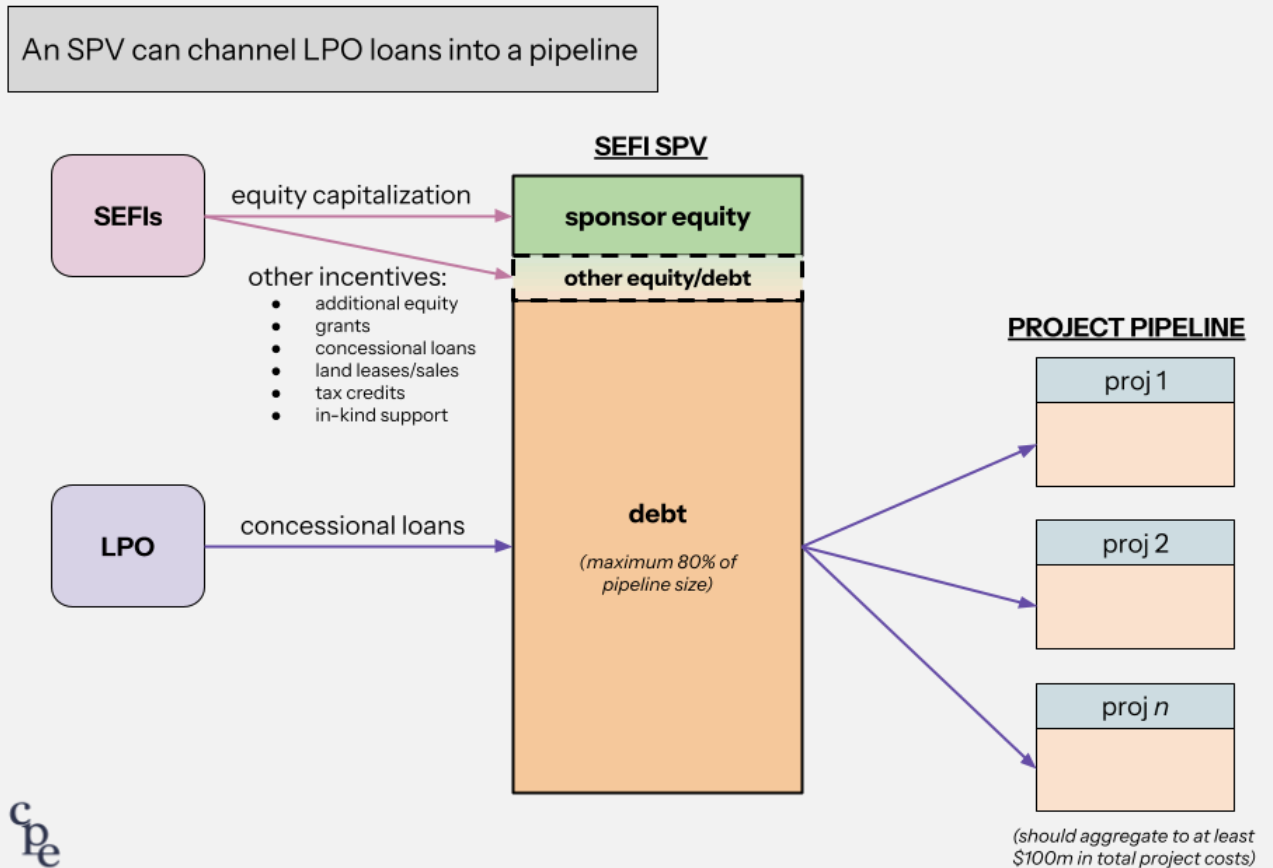 An SPV can channel LPO loans into a pipeline
SEFI SPV
SEFIs
equity capitalization
sponsor equity
other incentives:
● additional equity
● grants
● concessional loans
● land leases/sales
● tax credits
● in-kind support
other equity/debt
LPO
concessional loans
debt
(maximum 80% of
pipeline size)
PROJECT PIPELINE
proj 1
proj 2
proj n
(should aggregate to at least
$100m in total project costs)
cpe